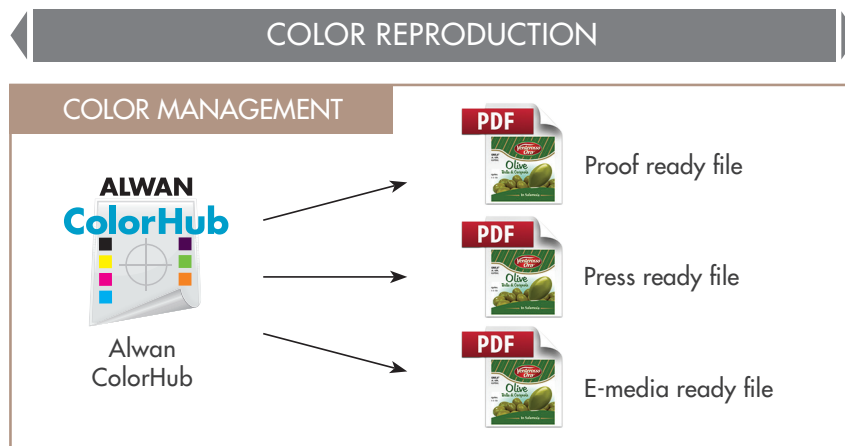 COLOR REPRODUCTION
COLOR MANAGEMENT
ALWAN
ColorHub
Alwan
ColorHub
PDF
Olive
Proof ready file
PDF
Olive
Press ready file
PDF
Olive
E-media ready file